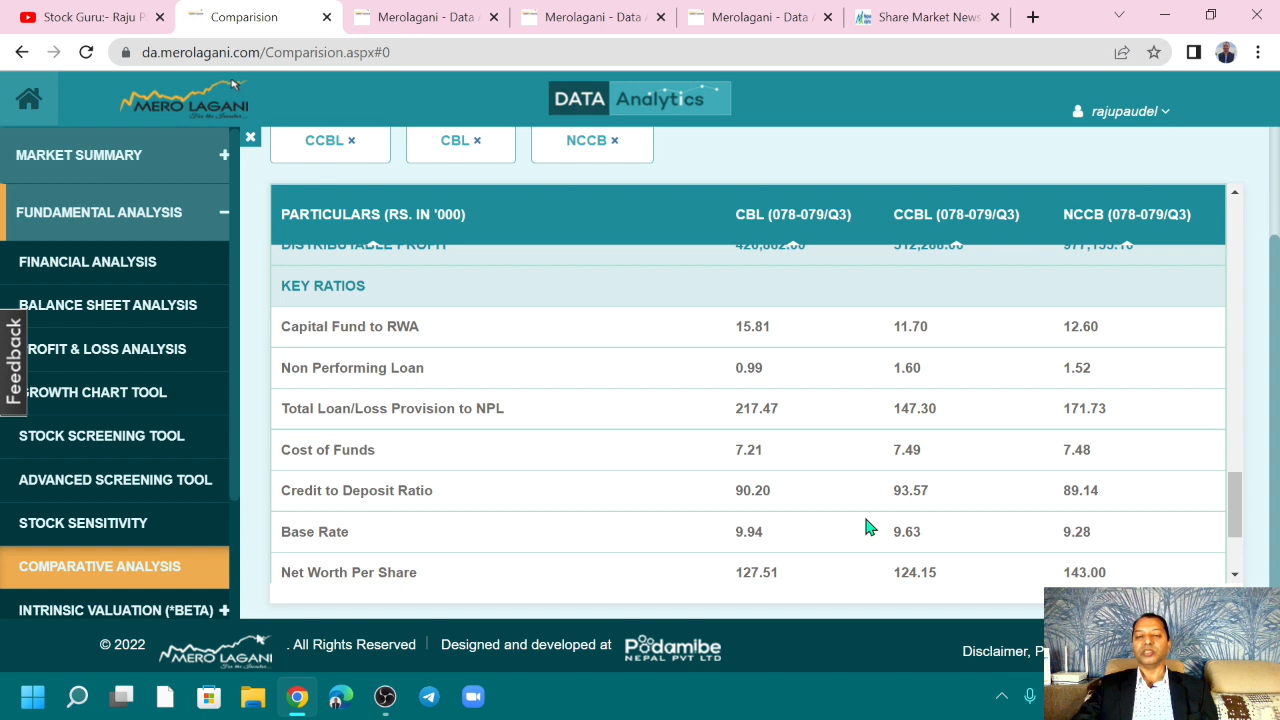 Stock Guru:- Raju P
Comparision
Merolagani - Data A
Merolagani - Data A
Merolagani - Data A
Share Market News
da.merolagani.com/Comparision.aspx#0
MERO LAGANI
For the Investor
DATA Analytics
rajupaudel
CCBL ×
CBL ×
NCCB ×
MARKET SUMMARY +
FUNDAMENTAL ANALYSIS −
FINANCIAL ANALYSIS
BALANCE SHEET ANALYSIS
PROFIT & LOSS ANALYSIS
GROWTH CHART TOOL
STOCK SCREENING TOOL
ADVANCED SCREENING TOOL
STOCK SENSITIVITY
COMPARATIVE ANALYSIS
INTRINSIC VALUATION (*BETA) +
Feedback
PARTICULARS (RS. IN '000) CBL (078-079/Q3) CCBL (078-079/Q3) NCCB (078-079/Q3)
DISTRIBUTABLE PROFIT
KEY RATIOS
Capital Fund to RWA 15.81 11.70 12.60
Non Performing Loan 0.99 1.60 1.52
Total Loan/Loss Provision to NPL 217.47 147.30 171.73
Cost of Funds 7.21 7.49 7.48
Credit to Deposit Ratio 90.20 93.57 89.14
Base Rate 9.94 9.63 9.28
Net Worth Per Share 127.51 124.15 143.00
© 2022 MERO LAGANI . All Rights Reserved | Designed and developed at Podamibe
NEPAL PVT LTD
Disclaimer, P